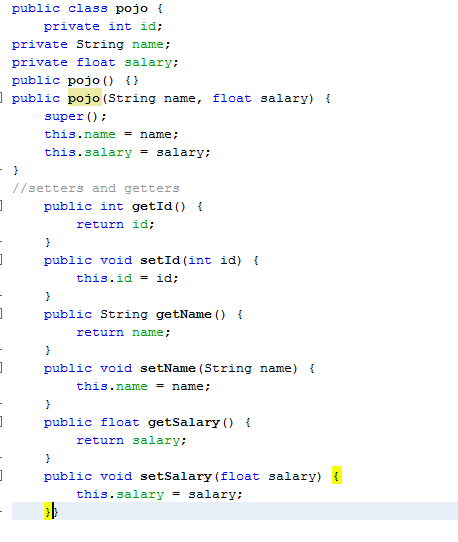 public class pojo {
    private int id;
private String name;
private float salary;
public pojo() {}
public pojo(String name, float salary) {
    super();
    this.name = name;
    this.salary = salary;
}
//setters and getters
    public int getId() {
        return id;
    }
    public void setId(int id) {
        this.id = id;
    }
    public String getName() {
        return name;
    }
    public void setName(String name) {
        this.name = name;
    }
    public float getSalary() {
        return salary;
    }
    public void setSalary(float salary) {
        this.salary = salary;
    }}